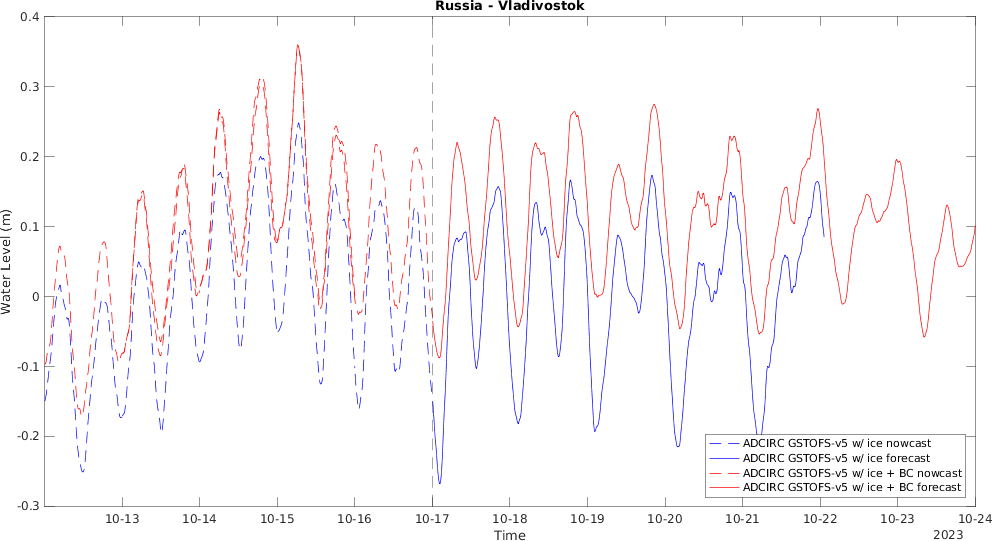 Russia - Vladivostok
0.4
0.3
0.2
0.1
0
-0.1
-0.2
-0.3
Water Level (m)
10-13 10-14 10-15 10-16 10-17 10-18 10-19 10-20 10-21 10-22 10-23 10-24
Time
2023
ADCIRC GSTOFS-v5 w/ ice nowcast
ADCIRC GSTOFS-v5 w/ ice forecast
ADCIRC GSTOFS-v5 w/ ice + BC nowcast
ADCIRC GSTOFS-v5 w/ ice + BC forecast